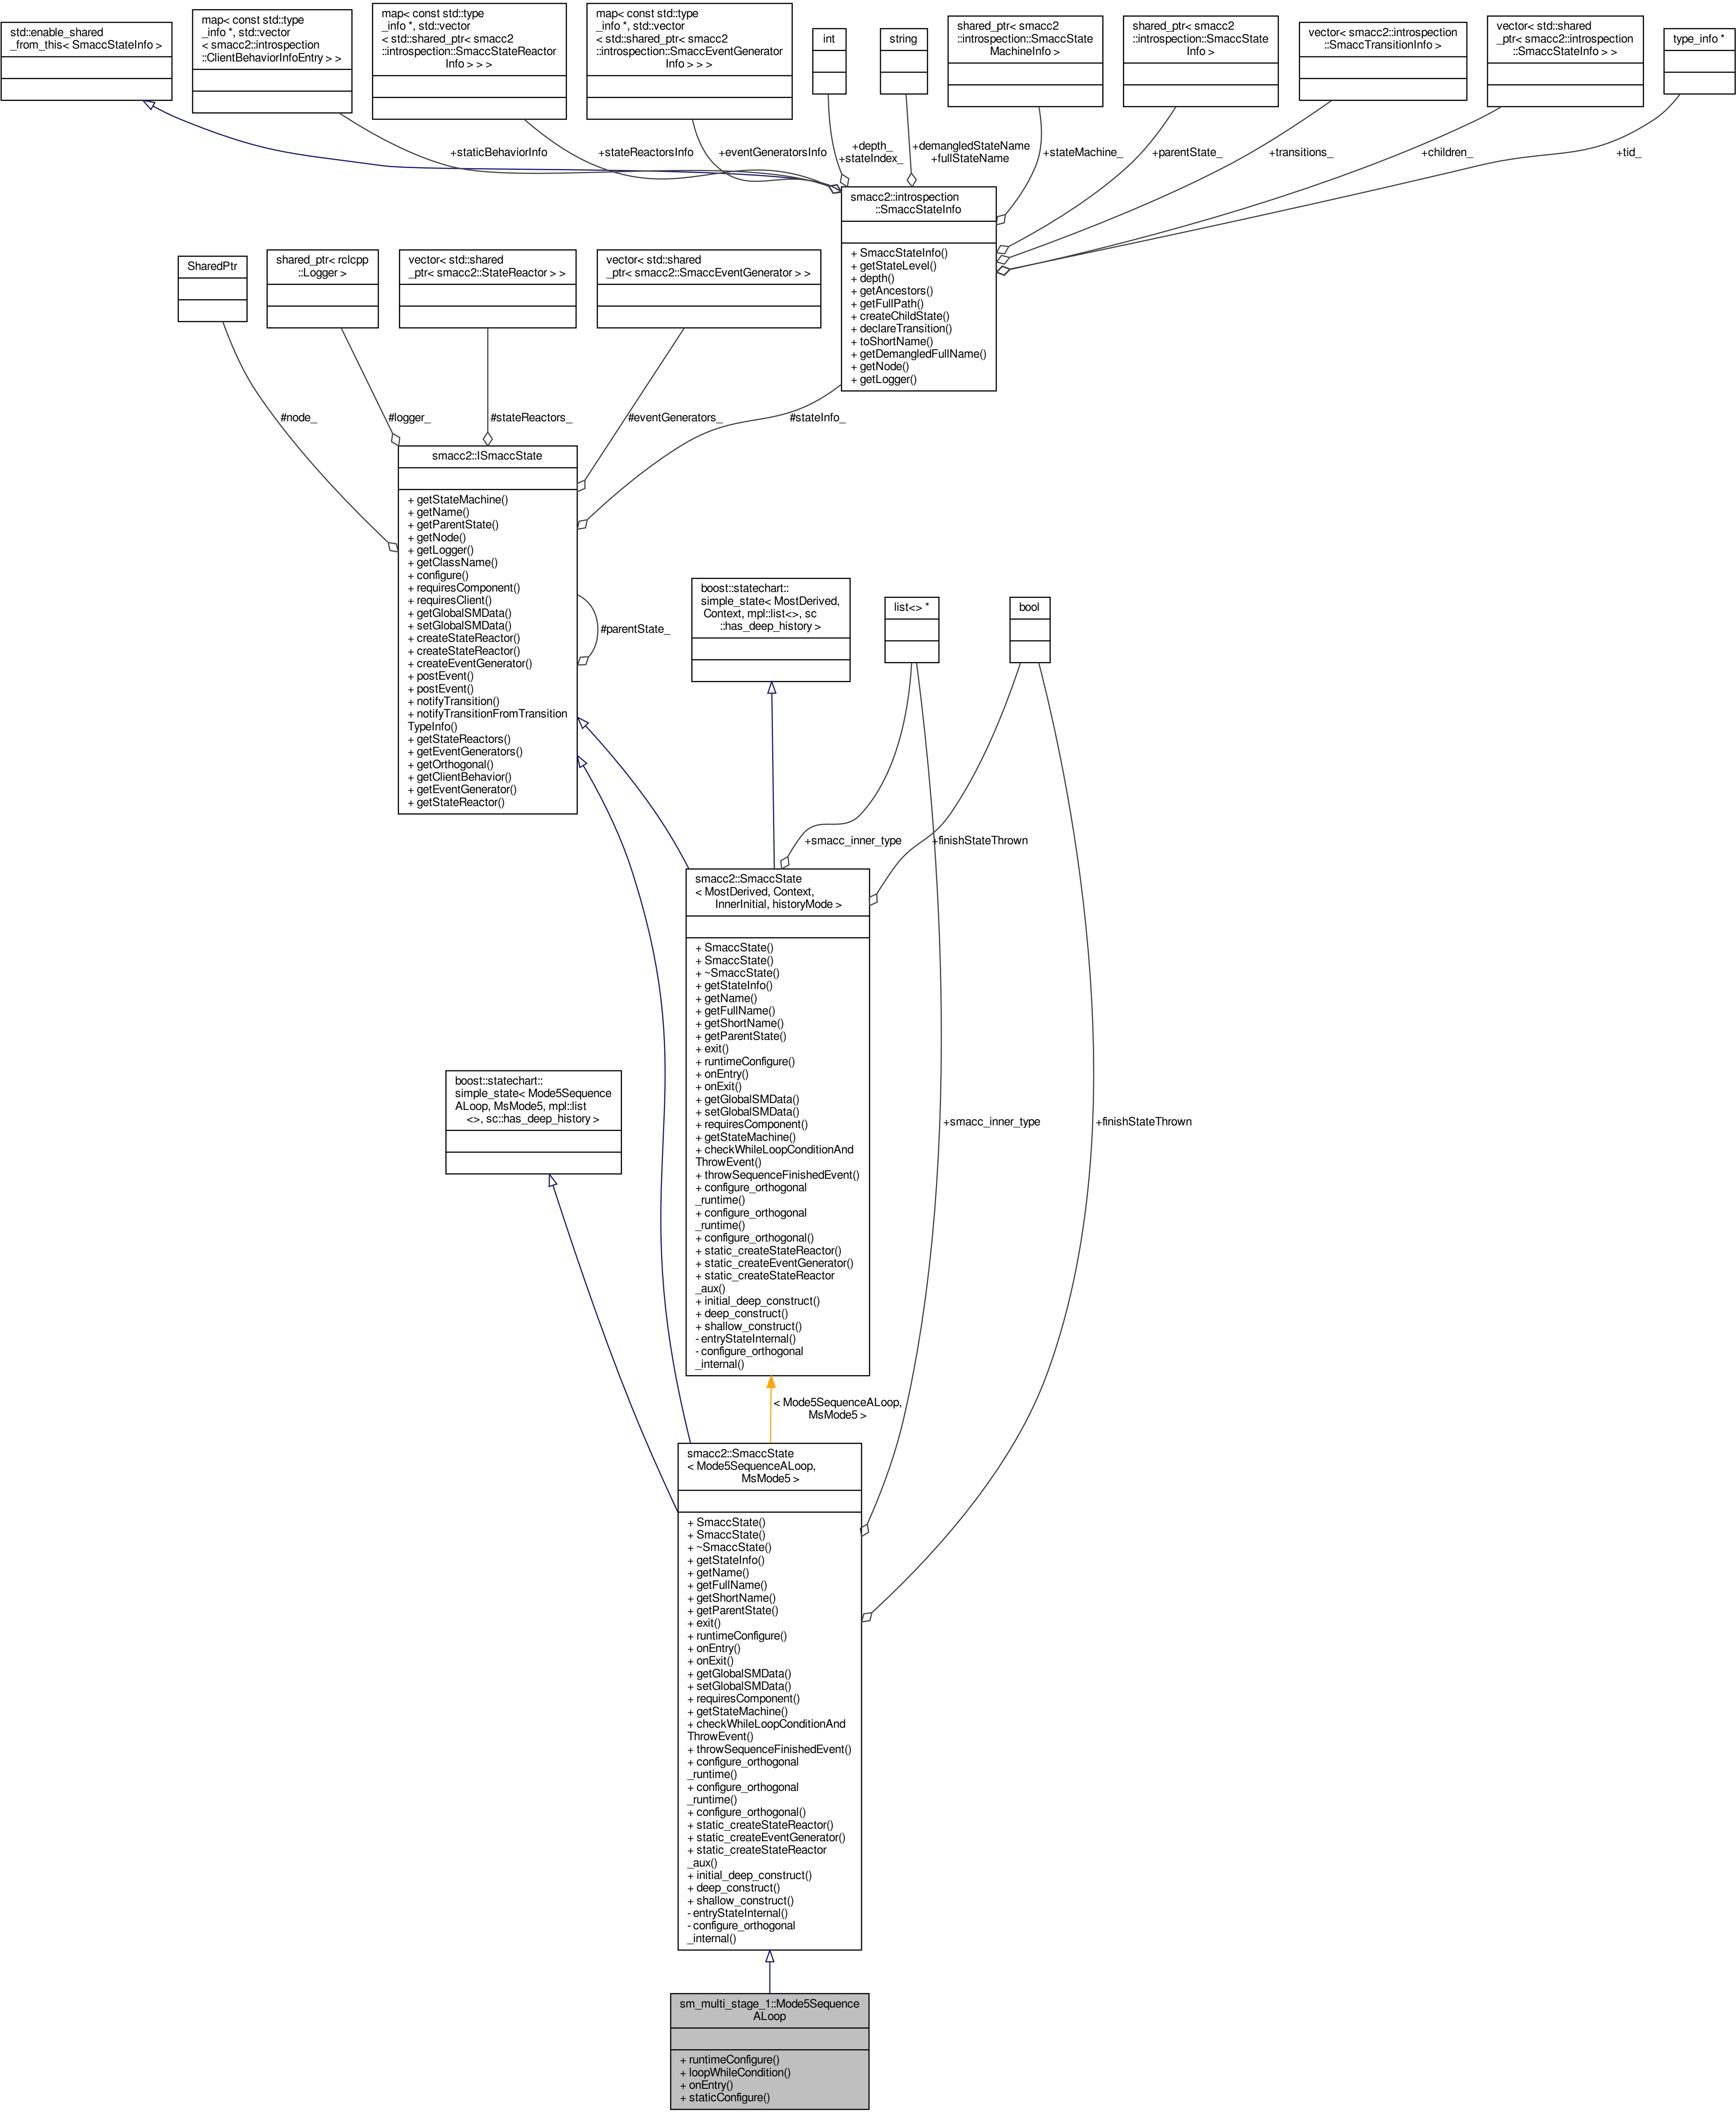 std::enable_shared
_from_this< SmaccStateInfo >
map< const std::type
_info *, std::vector
< smacc2::introspection
::ClientBehaviorInfoEntry > >
map< const std::type
_info *, std::vector
< std::shared_ptr< smacc2
::introspection::SmaccStateReactor
Info > > >
map< const std::type
_info *, std::vector
< std::shared_ptr< smacc2
::introspection::SmaccEventGenerator
Info > > >
int
string
shared_ptr< smacc2
::introspection::SmaccState
MachineInfo >
shared_ptr< smacc2
::introspection::SmaccState
Info >
vector< smacc2::introspection
::SmaccTransitionInfo >
vector< std::shared
_ptr< smacc2::introspection
::SmaccStateInfo > >
type_info *
+staticBehaviorInfo
+stateReactorsInfo
+eventGeneratorsInfo
+depth_
+stateIndex_
+demangledStateName
+fullStateName
+stateMachine_
+parentState_
+transitions_
+children_
+tid_
smacc2::introspection
::SmaccStateInfo
+ SmaccStateInfo()
+ getStateLevel()
+ depth()
+ getAncestors()
+ getFullPath()
+ createChildState()
+ declareTransition()
+ toShortName()
+ getDemangledFullName()
+ getNode()
+ getLogger()
SharedPtr
shared_ptr< rclcpp
::Logger >
vector< std::shared
_ptr< smacc2::StateReactor > >
vector< std::shared
_ptr< smacc2::SmaccEventGenerator > >
#node_
#logger_
#stateReactors_
#eventGenerators_
#stateInfo_
smacc2::ISmaccState
+ getStateMachine()
+ getName()
+ getParentState()
+ getNode()
+ getLogger()
+ getClassName()
+ configure()
+ requiresComponent()
+ requiresClient()
+ getGlobalSMData()
+ setGlobalSMData()
+ createStateReactor()
+ createStateReactor()
+ createEventGenerator()
+ postEvent()
+ postEvent()
+ notifyTransition()
+ notifyTransitionFromTransition
TypeInfo()
+ getStateReactors()
+ getEventGenerators()
+ getOrthogonal()
+ getClientBehavior()
+ getEventGenerator()
+ getStateReactor()
#parentState_
boost::statechart::
simple_state< MostDerived,
Context, mpl::list<>, sc
::has_deep_history >
list<> *
bool
+smacc_inner_type
+finishStateThrown
smacc2::SmaccState
< MostDerived, Context,
InnerInitial, historyMode >
+ SmaccState()
+ SmaccState()
+ ~SmaccState()
+ getStateInfo()
+ getName()
+ getFullName()
+ getShortName()
+ getParentState()
+ exit()
+ runtimeConfigure()
+ onEntry()
+ onExit()
+ getGlobalSMData()
+ setGlobalSMData()
+ requiresComponent()
+ getStateMachine()
+ checkWhileLoopConditionAnd
ThrowEvent()
+ throwSequenceFinishedEvent()
+ configure_orthogonal
_runtime()
+ configure_orthogonal
_runtime()
+ configure_orthogonal()
+ static_createStateReactor()
+ static_createEventGenerator()
+ static_createStateReactor
_aux()
+ initial_deep_construct()
+ deep_construct()
+ shallow_construct()
- entryStateInternal()
- configure_orthogonal
_internal()
boost::statechart::
simple_state< Mode5Sequence
ALoop, MsMode5, mpl::list
<>, sc::has_deep_history >
+smacc_inner_type
+finishStateThrown
< Mode5SequenceALoop,
MsMode5 >
smacc2::SmaccState
< Mode5SequenceALoop,
MsMode5 >
+ SmaccState()
+ SmaccState()
+ ~SmaccState()
+ getStateInfo()
+ getName()
+ getFullName()
+ getShortName()
+ getParentState()
+ exit()
+ runtimeConfigure()
+ onEntry()
+ onExit()
+ getGlobalSMData()
+ setGlobalSMData()
+ requiresComponent()
+ getStateMachine()
+ checkWhileLoopConditionAnd
ThrowEvent()
+ throwSequenceFinishedEvent()
+ configure_orthogonal
_runtime()
+ configure_orthogonal
_runtime()
+ configure_orthogonal()
+ static_createStateReactor()
+ static_createEventGenerator()
+ static_createStateReactor
_aux()
+ initial_deep_construct()
+ deep_construct()
+ shallow_construct()
- entryStateInternal()
- configure_orthogonal
_internal()
sm_multi_stage_1::Mode5Sequence
ALoop
+ runtimeConfigure()
+ loopWhileCondition()
+ onEntry()
+ staticConfigure()